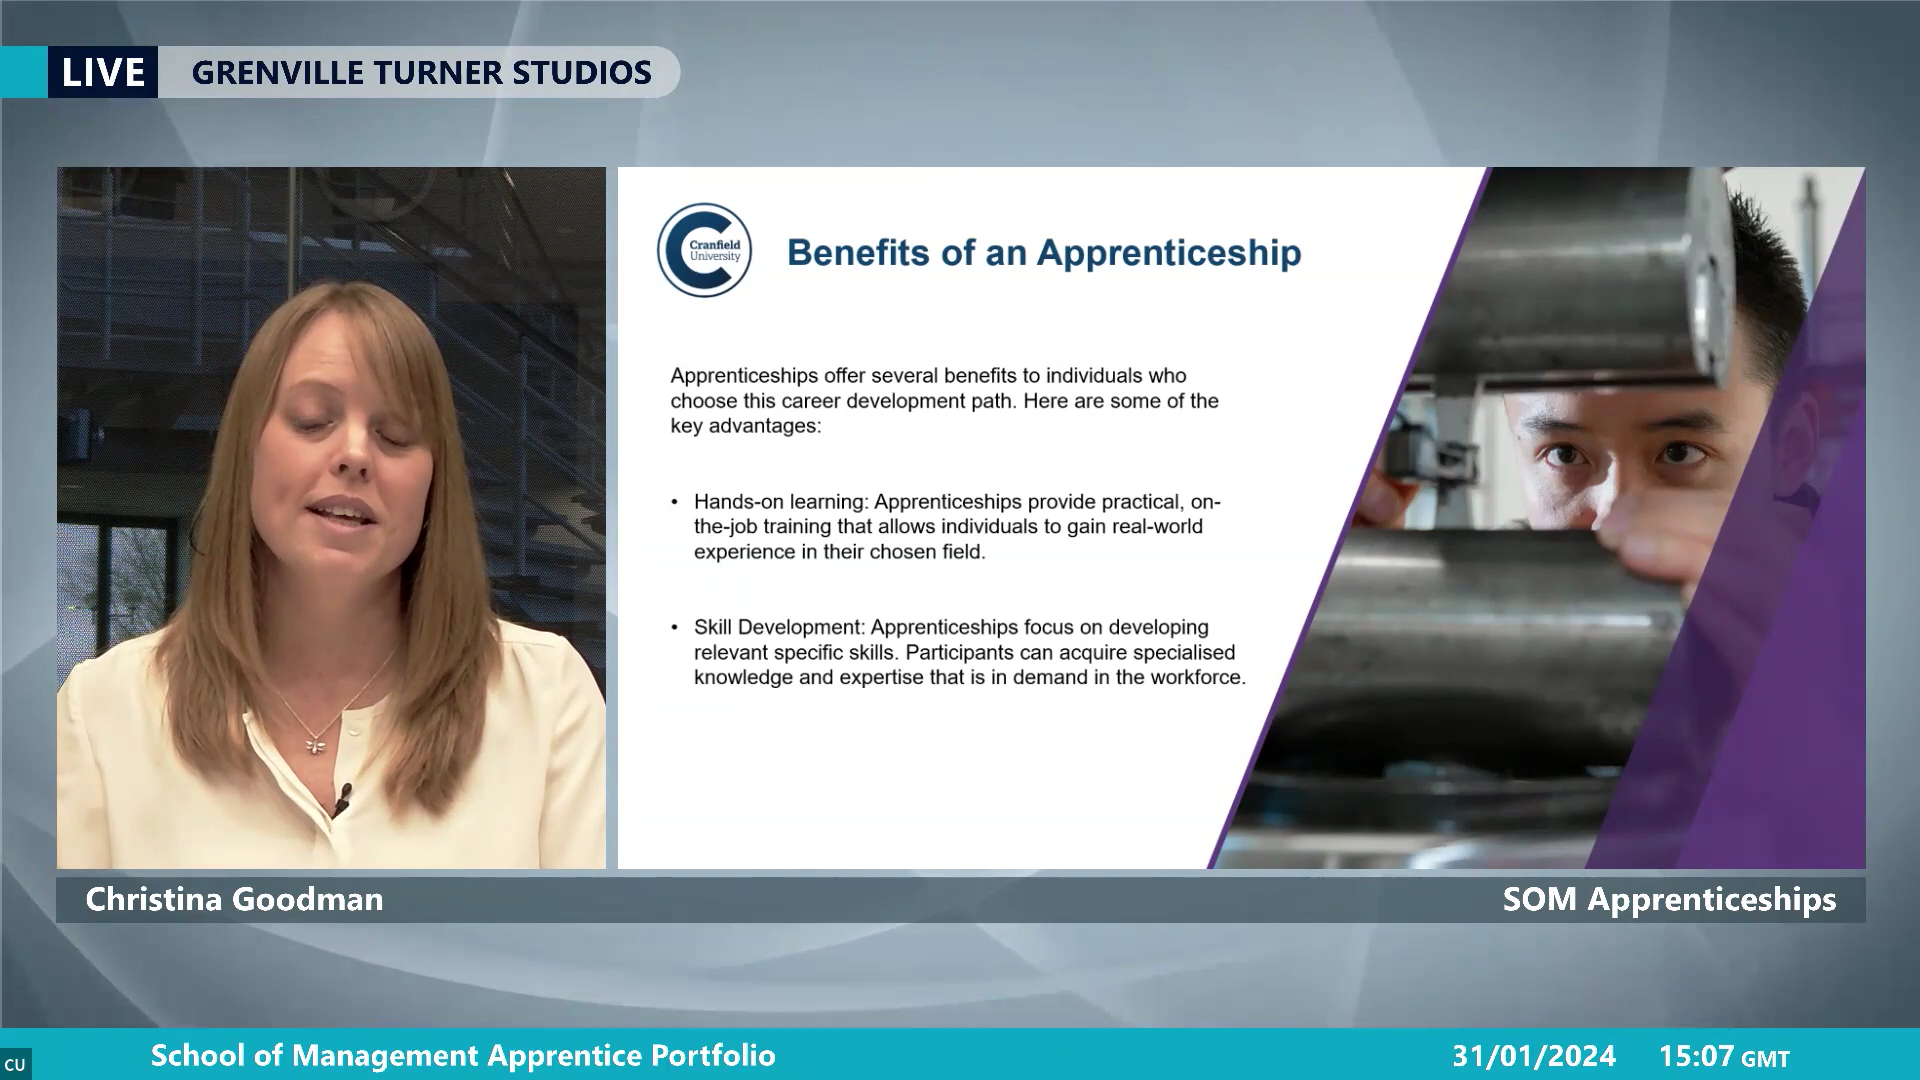 LIVE GRENVILLE TURNER STUDIOS
Cranfield
University
Benefits of an Apprenticeship
Apprenticeships offer several benefits to individuals who
choose this career development path. Here are some of the
key advantages:
• Hands-on learning: Apprenticeships provide practical, on-
the-job training that allows individuals to gain real-world
experience in their chosen field.
• Skill Development: Apprenticeships focus on developing
relevant specific skills. Participants can acquire specialised
knowledge and expertise that is in demand in the workforce.
Christina Goodman
SOM Apprenticeships
CU
School of Management Apprentice Portfolio
31/01/2024 15:07 GMT